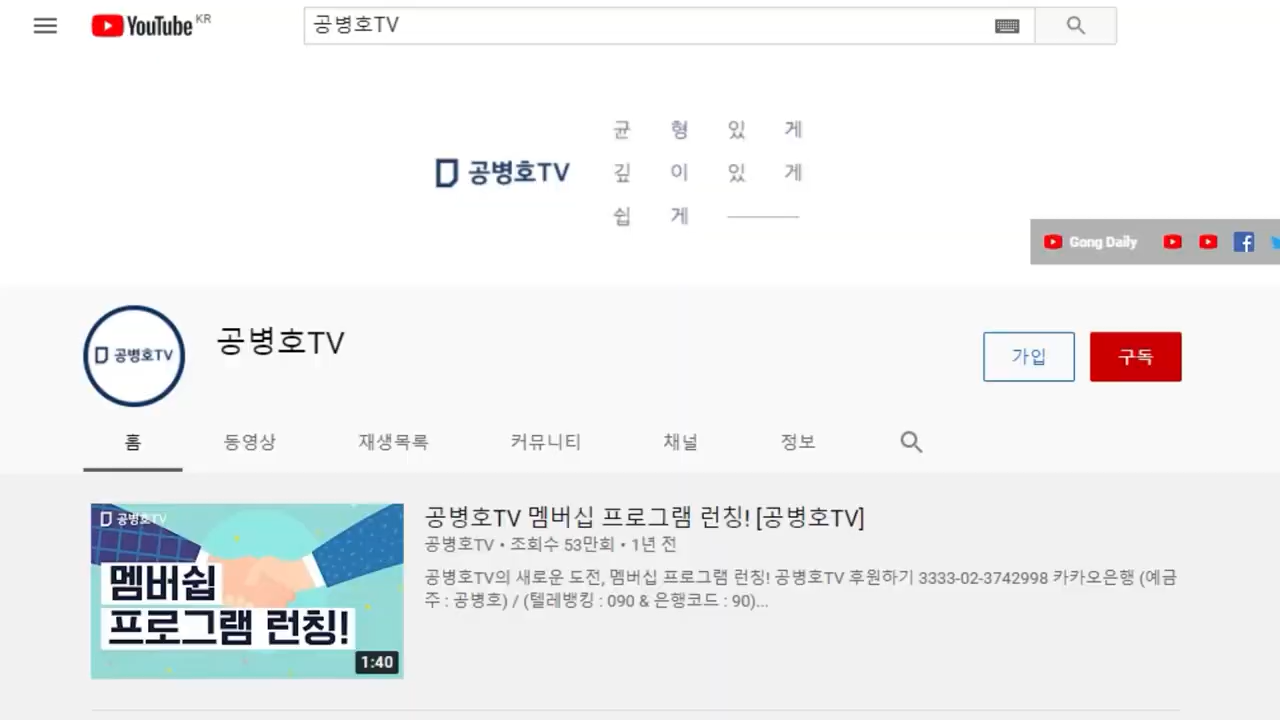 YouTube KR
공병호TV
균 형 있 게
공병호TV
깊 이 있 게
쉽 게
Gong Daily
공병호TV
공병호TV
가입
구독
홈
동영상
재생목록
커뮤니티
채널
정보
공병호TV
멤버쉽
프로그램 런칭!
1:40
공병호TV 멤버십 프로그램 런칭! [공병호TV]
공병호TV • 조회수 53만회 • 1년 전
공병호TV의 새로운 도전, 멤버십 프로그램 런칭! 공병호TV 후원하기 3333-02-3742998 카카오은행 (예금
주 : 공병호) / (텔레뱅킹 : 090 & 은행코드 : 90)...